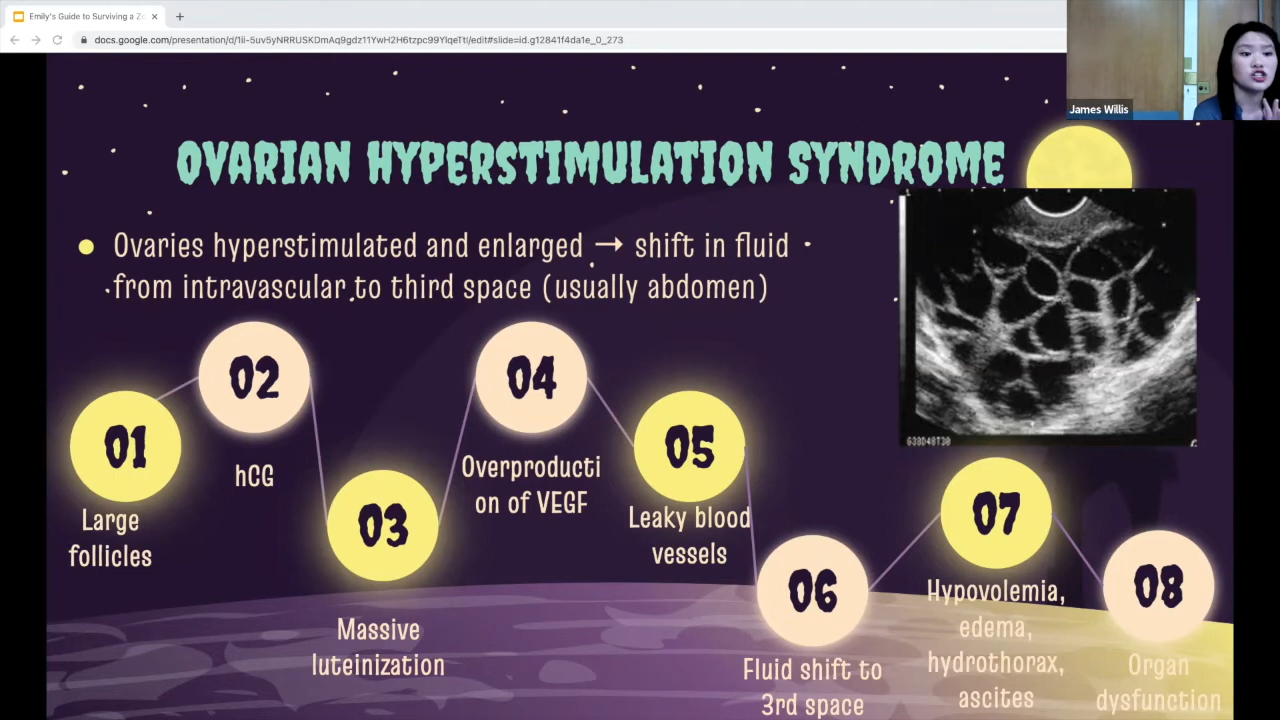 Emily's Guide to Surviving a Zo
docs.google.com/presentation/d/1Ii-5uv5yNRRUSKDmAq9gdz11YwH2H6tzpc99YlqeTtI/edit#slide=id.g12841f4da1e_0_273
James Willis
OVARIAN HYPERSTIMULATION SYNDROME
● Ovaries hyperstimulated and enlarged → shift in fluid
from intravascular to third space (usually abdomen)
01
Large
follicles
02
hCG
03
Massive
luteinization
04
Overproducti
on of VEGF
05
Leaky blood
vessels
06
Fluid shift to
3rd space
07
Hypovolemia,
edema,
hydrothorax,
ascites
08
Organ
dysfunction